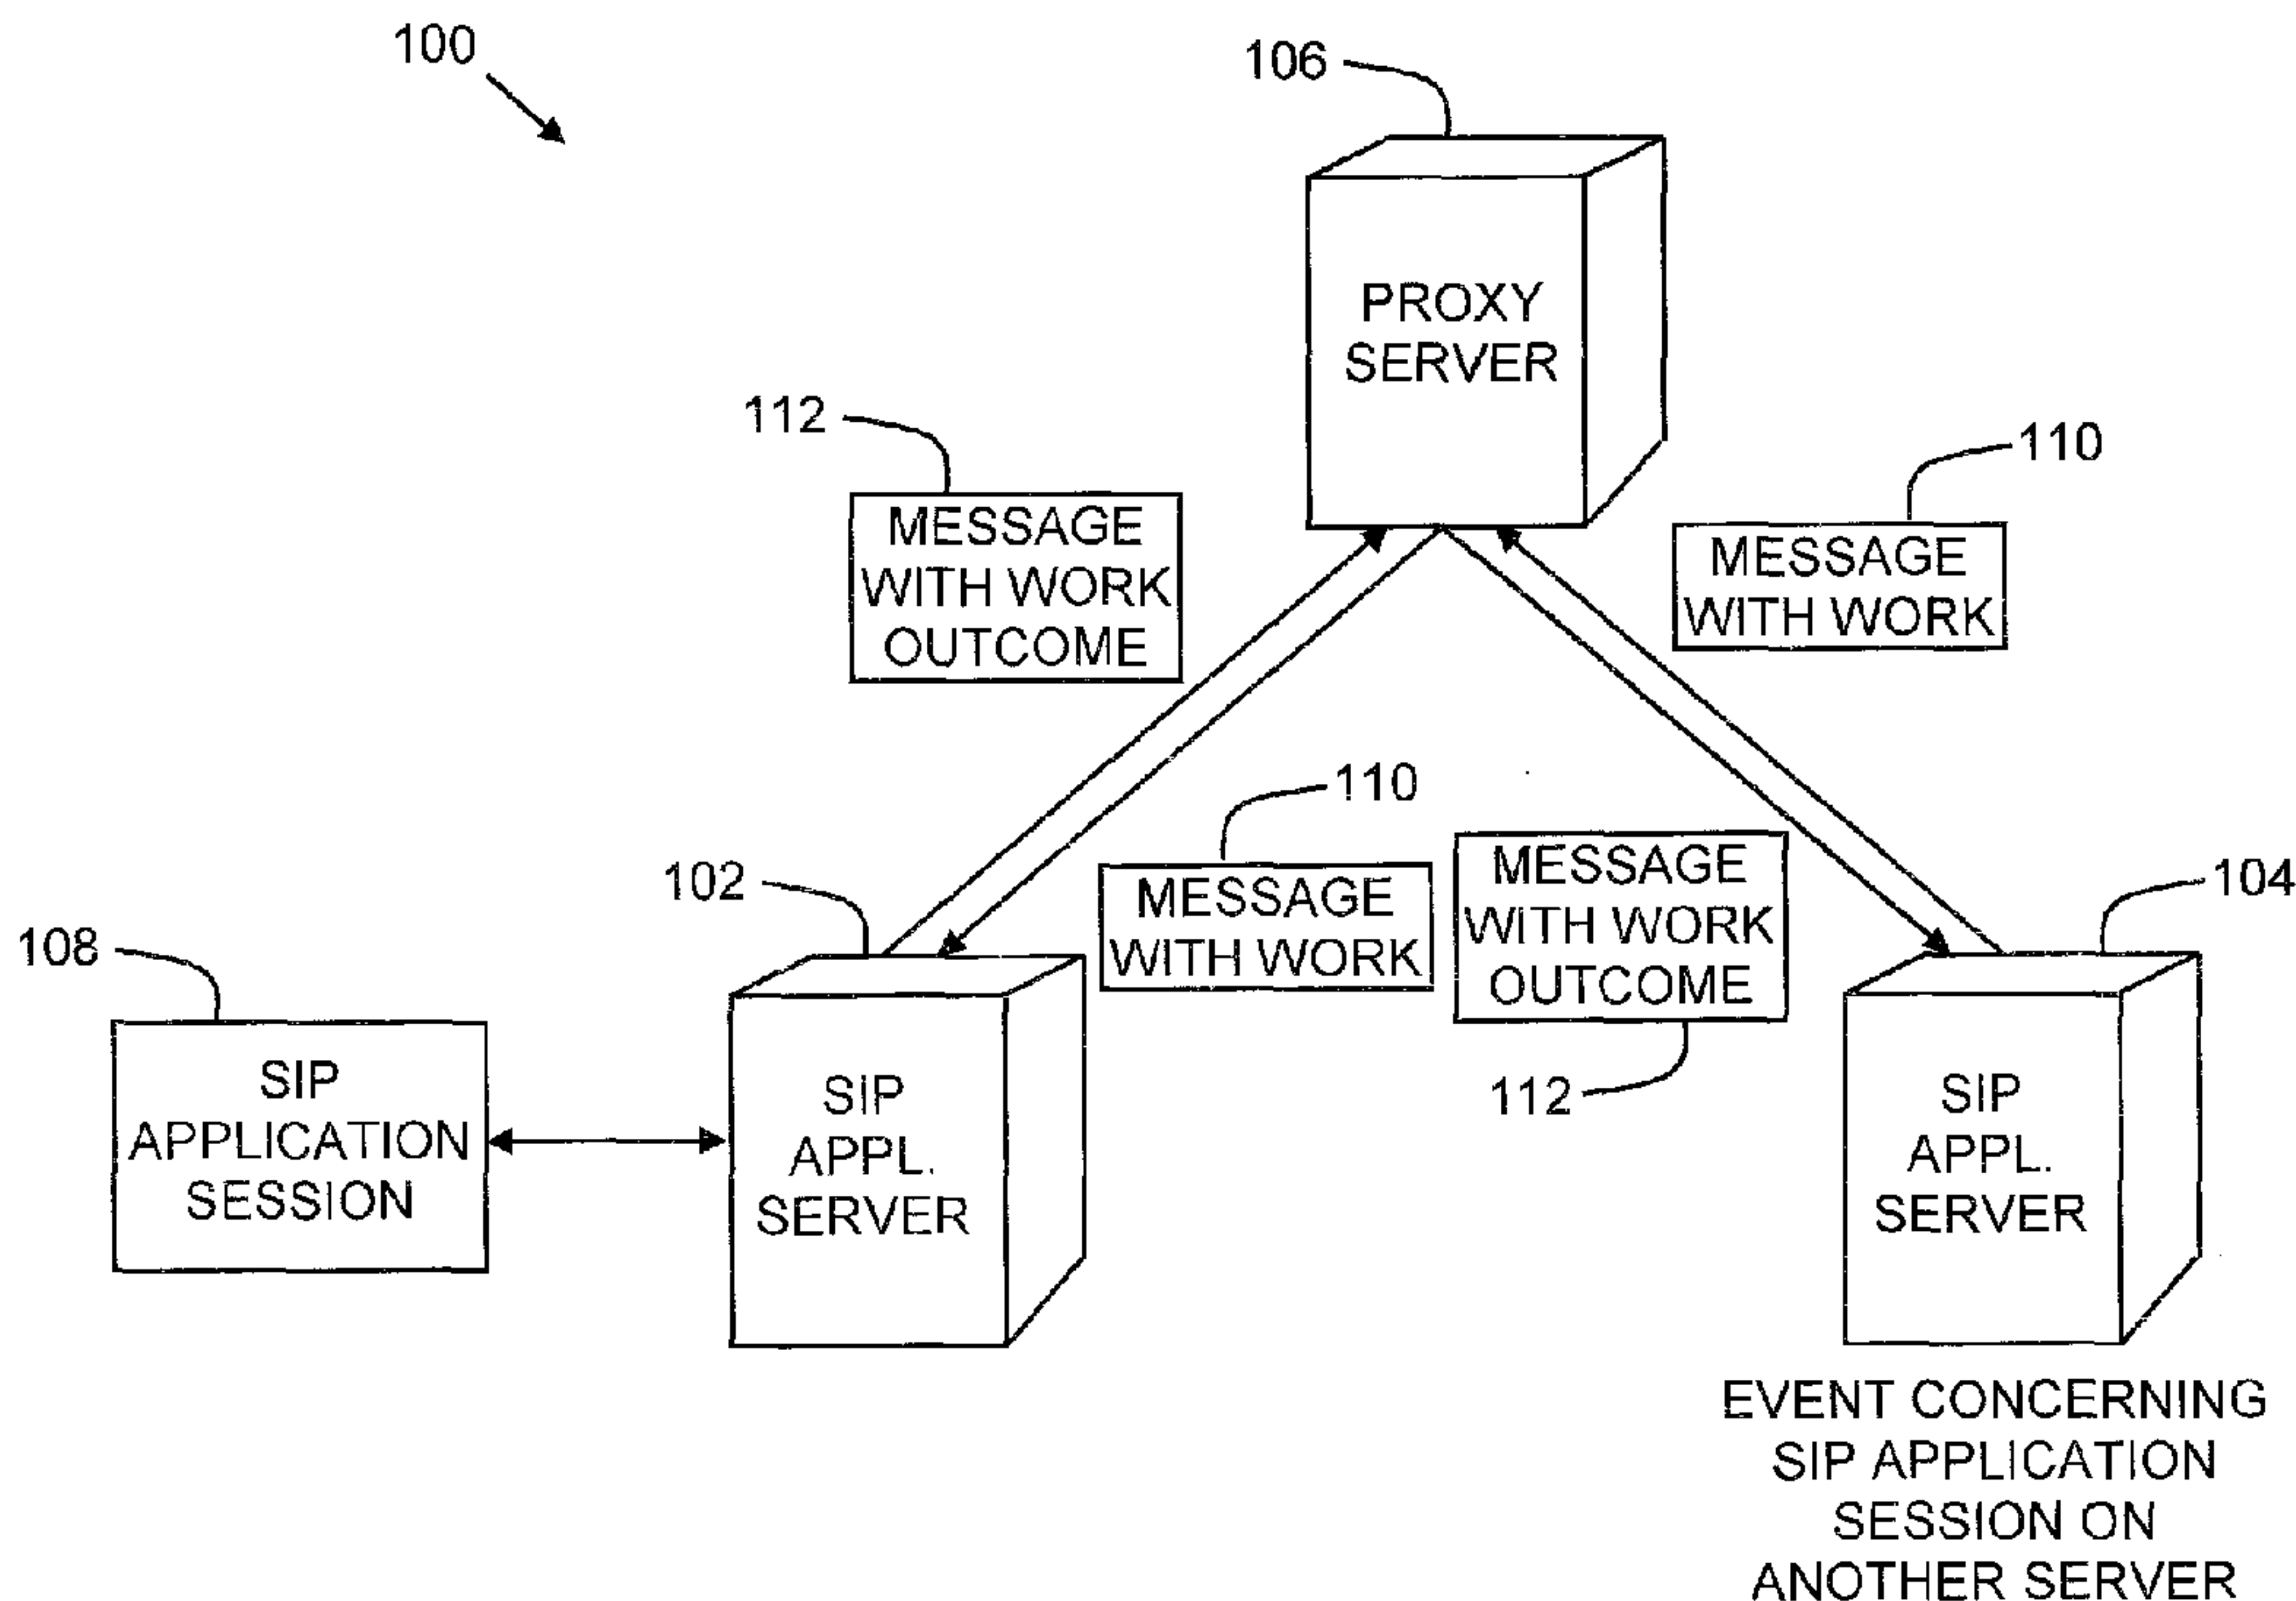 100
106
PROXY
SERVER
112
110
MESSAGE
WITH WORK
OUTCOME
MESSAGE
WITH WORK
110
102
MESSAGE
WITH WORK
MESSAGE
WITH WORK
OUTCOME
104
108
112
SIP
APPLICATION
SESSION
SIP
APPL.
SERVER
SIP
APPL.
SERVER
EVENT CONCERNING
SIP APPLICATION
SESSION ON
ANOTHER SERVER